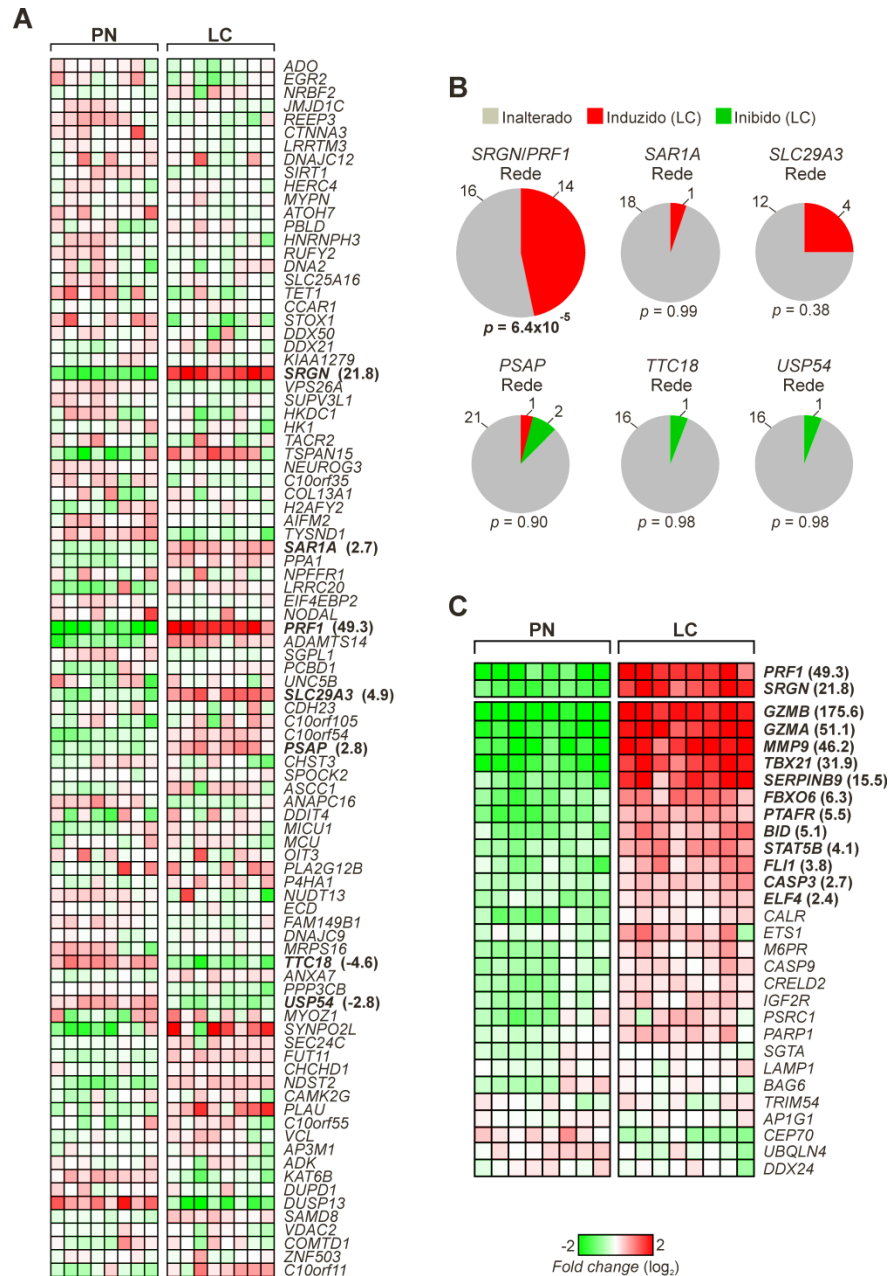 A
PN LC
ADO
EGR2
NRBF2
JMJD1C
REEP3
CTNNA3
LRRTM3
DNAJC12
SIRT1
HERC4
MYPN
ATOH7
PBLD
HNRNPH3
RUFY2
DNA2
SLC25A16
TET1
CCAR1
STOX1
DDX50
DDX21
KIAA1279
SRGN (21.8)
VPS26A
SUPV3L1
HKDC1
HK1
TACR2
TSPAN15
NEUROG3
C10orf35
COL13A1
H2AFY2
AIFM2
TYSND1
SAR1A (2.7)
PPA1
NPFFR1
LRRC20
EIF4EBP2
NODAL
PRF1 (49.3)
ADAMTS14
SGPL1
PCBD1
UNC5B
SLC29A3 (4.9)
CDH23
C10orf105
C10orf54
PSAP (2.8)
CHST3
SPOCK2
ASCC1
ANAPC16
DDIT4
MICU1
MCU
OIT3
PLA2G12B
P4HA1
NUDT13
ECD
FAM149B1
DNAJC9
MRPS16
TTC18 (-4.6)
ANXA7
PPP3CB
USP54 (-2.8)
MYOZ1
SYNPO2L
SEC24C
FUT11
CHCHD1
NDST2
CAMK2G
PLAU
C10orf55
VCL
AP3M1
ADK
KAT6B
DUPD1
DUSP13
SAMD8
VDAC2
COMTD1
ZNF503
C10orf11
B
Inalterado Induzido (LC) Inibido (LC)
SRGN/PRF1 SAR1A SLC29A3
Rede Rede Rede
16 14 18 1 12 4
p = 6.4x10-5 p = 0.99 p = 0.38
PSAP TTC18 USP54
Rede Rede Rede
21 1 2 16 1 16 1
p = 0.90 p = 0.98 p = 0.98
C
PN LC
PRF1 (49.3)
SRGN (21.8)
GZMB (175.6)
GZMA (51.1)
MMP9 (46.2)
TBX21 (31.9)
SERPINB9 (15.5)
FBXO6 (6.3)
PTAFR (5.5)
BID (5.1)
STAT5B (4.1)
FLI1 (3.8)
CASP3 (2.7)
ELF4 (2.4)
CALR
ETS1
M6PR
CASP9
CRELD2
IGF2R
PSRC1
PARP1
SGTA
LAMP1
BAG6
TRIM54
AP1G1
CEP70
UBQLN4
DDX24
-2 2
Fold change (log2)